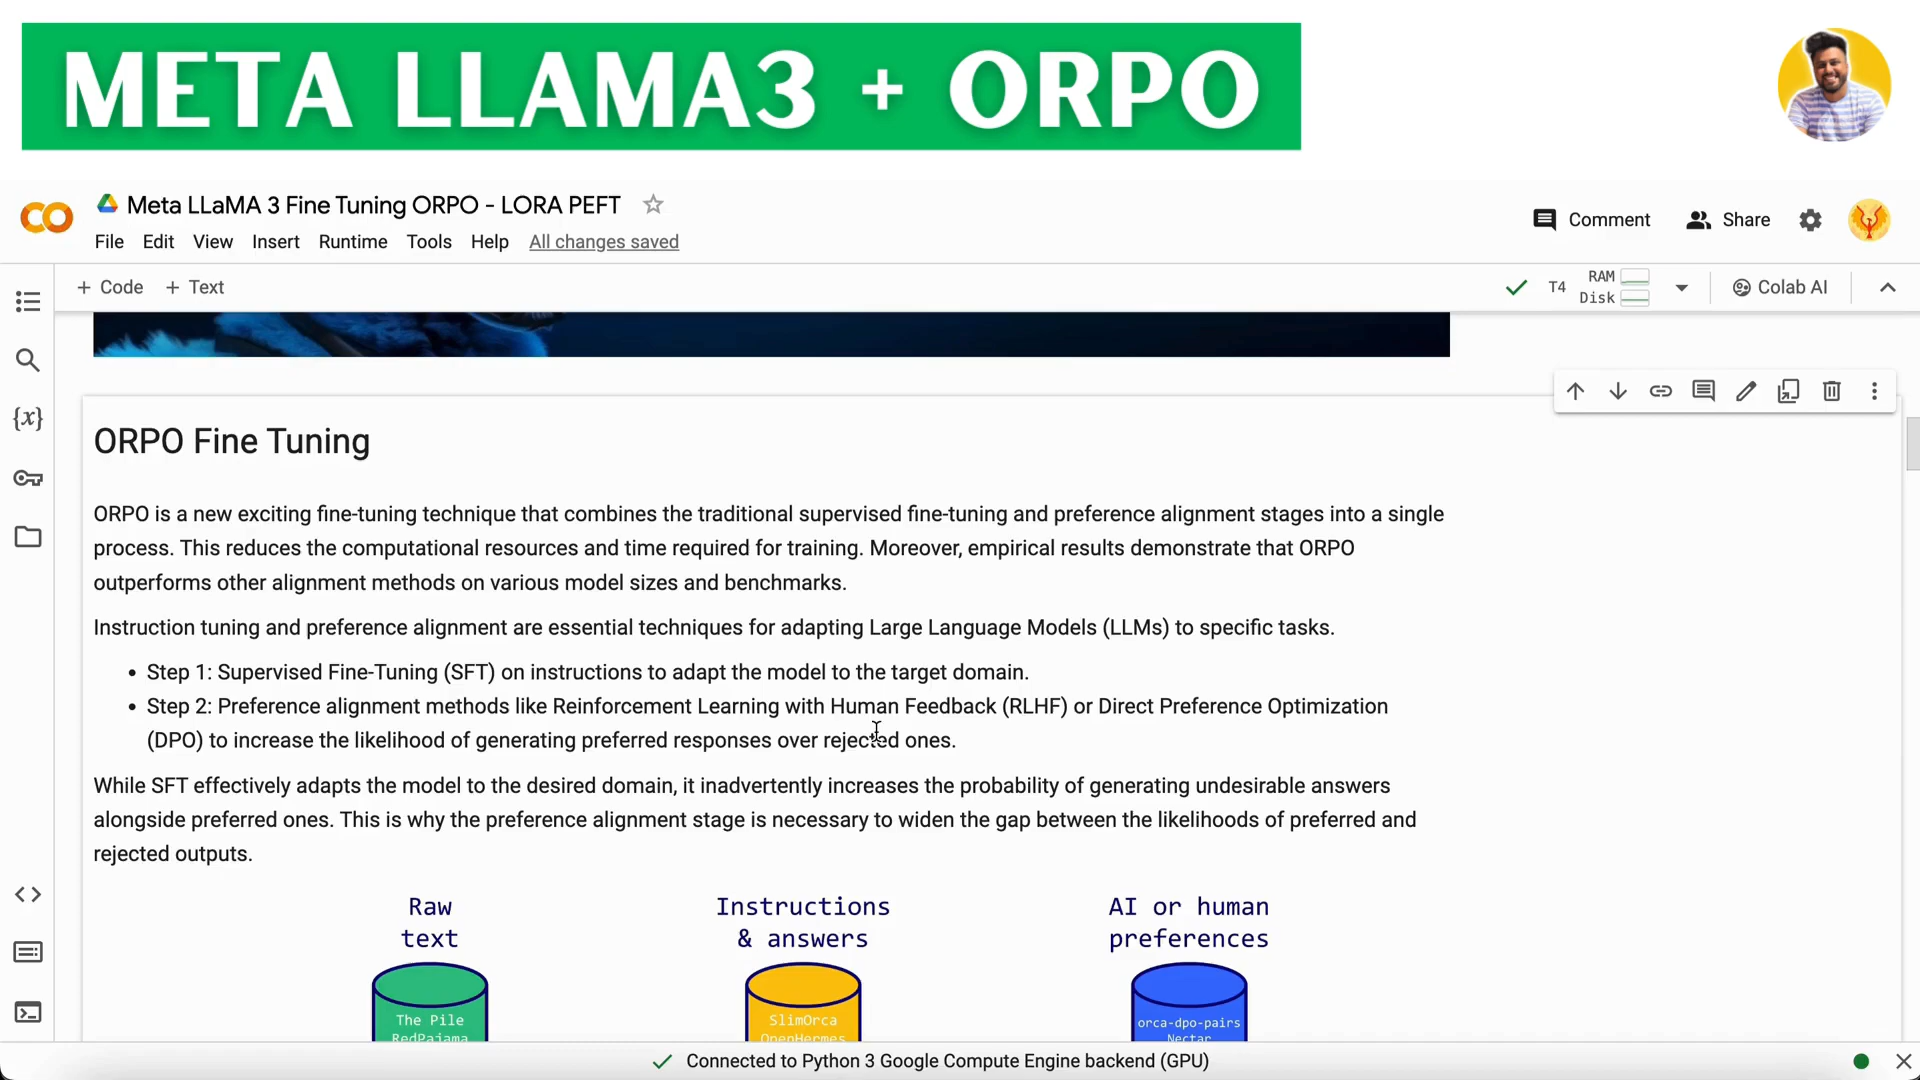 META LLAMA3 + ORPO
Meta LLaMA 3 Fine Tuning ORPO - LORA PEFT
Comment
Share
File Edit View Insert Runtime Tools Help All changes saved
+ Code + Text
T4
RAM
Disk
Colab AI
ORPO Fine Tuning
ORPO is a new exciting fine-tuning technique that combines the traditional supervised fine-tuning and preference alignment stages into a single
process. This reduces the computational resources and time required for training. Moreover, empirical results demonstrate that ORPO
outperforms other alignment methods on various model sizes and benchmarks.
Instruction tuning and preference alignment are essential techniques for adapting Large Language Models (LLMs) to specific tasks.
• Step 1: Supervised Fine-Tuning (SFT) on instructions to adapt the model to the target domain.
• Step 2: Preference alignment methods like Reinforcement Learning with Human Feedback (RLHF) or Direct Preference Optimization
(DPO) to increase the likelihood of generating preferred responses over rejected ones.
While SFT effectively adapts the model to the desired domain, it inadvertently increases the probability of generating undesirable answers
alongside preferred ones. This is why the preference alignment stage is necessary to widen the gap between the likelihoods of preferred and
rejected outputs.
Raw
text
Instructions
& answers
AI or human
preferences
The Pile
RedPajama
SlimOrca
OpenHermes
orca-dpo-pairs
Nectar
Connected to Python 3 Google Compute Engine backend (GPU)